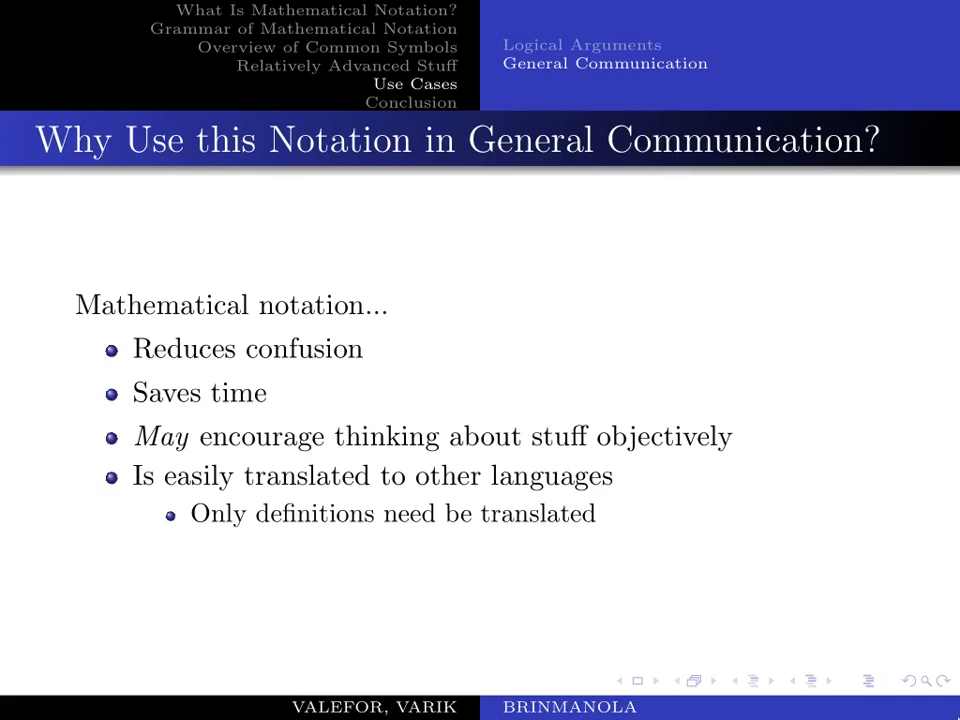 What Is Mathematical Notation?
Grammar of Mathematical Notation
Overview of Common Symbols
Relatively Advanced Stuff
Use Cases
Conclusion
Logical Arguments
General Communication
Why Use this Notation in General Communication?
Mathematical notation...
Reduces confusion
Saves time
May encourage thinking about stuff objectively
Is easily translated to other languages
Only definitions need be translated
VALEFOR, VARIK
BRINMANOLA